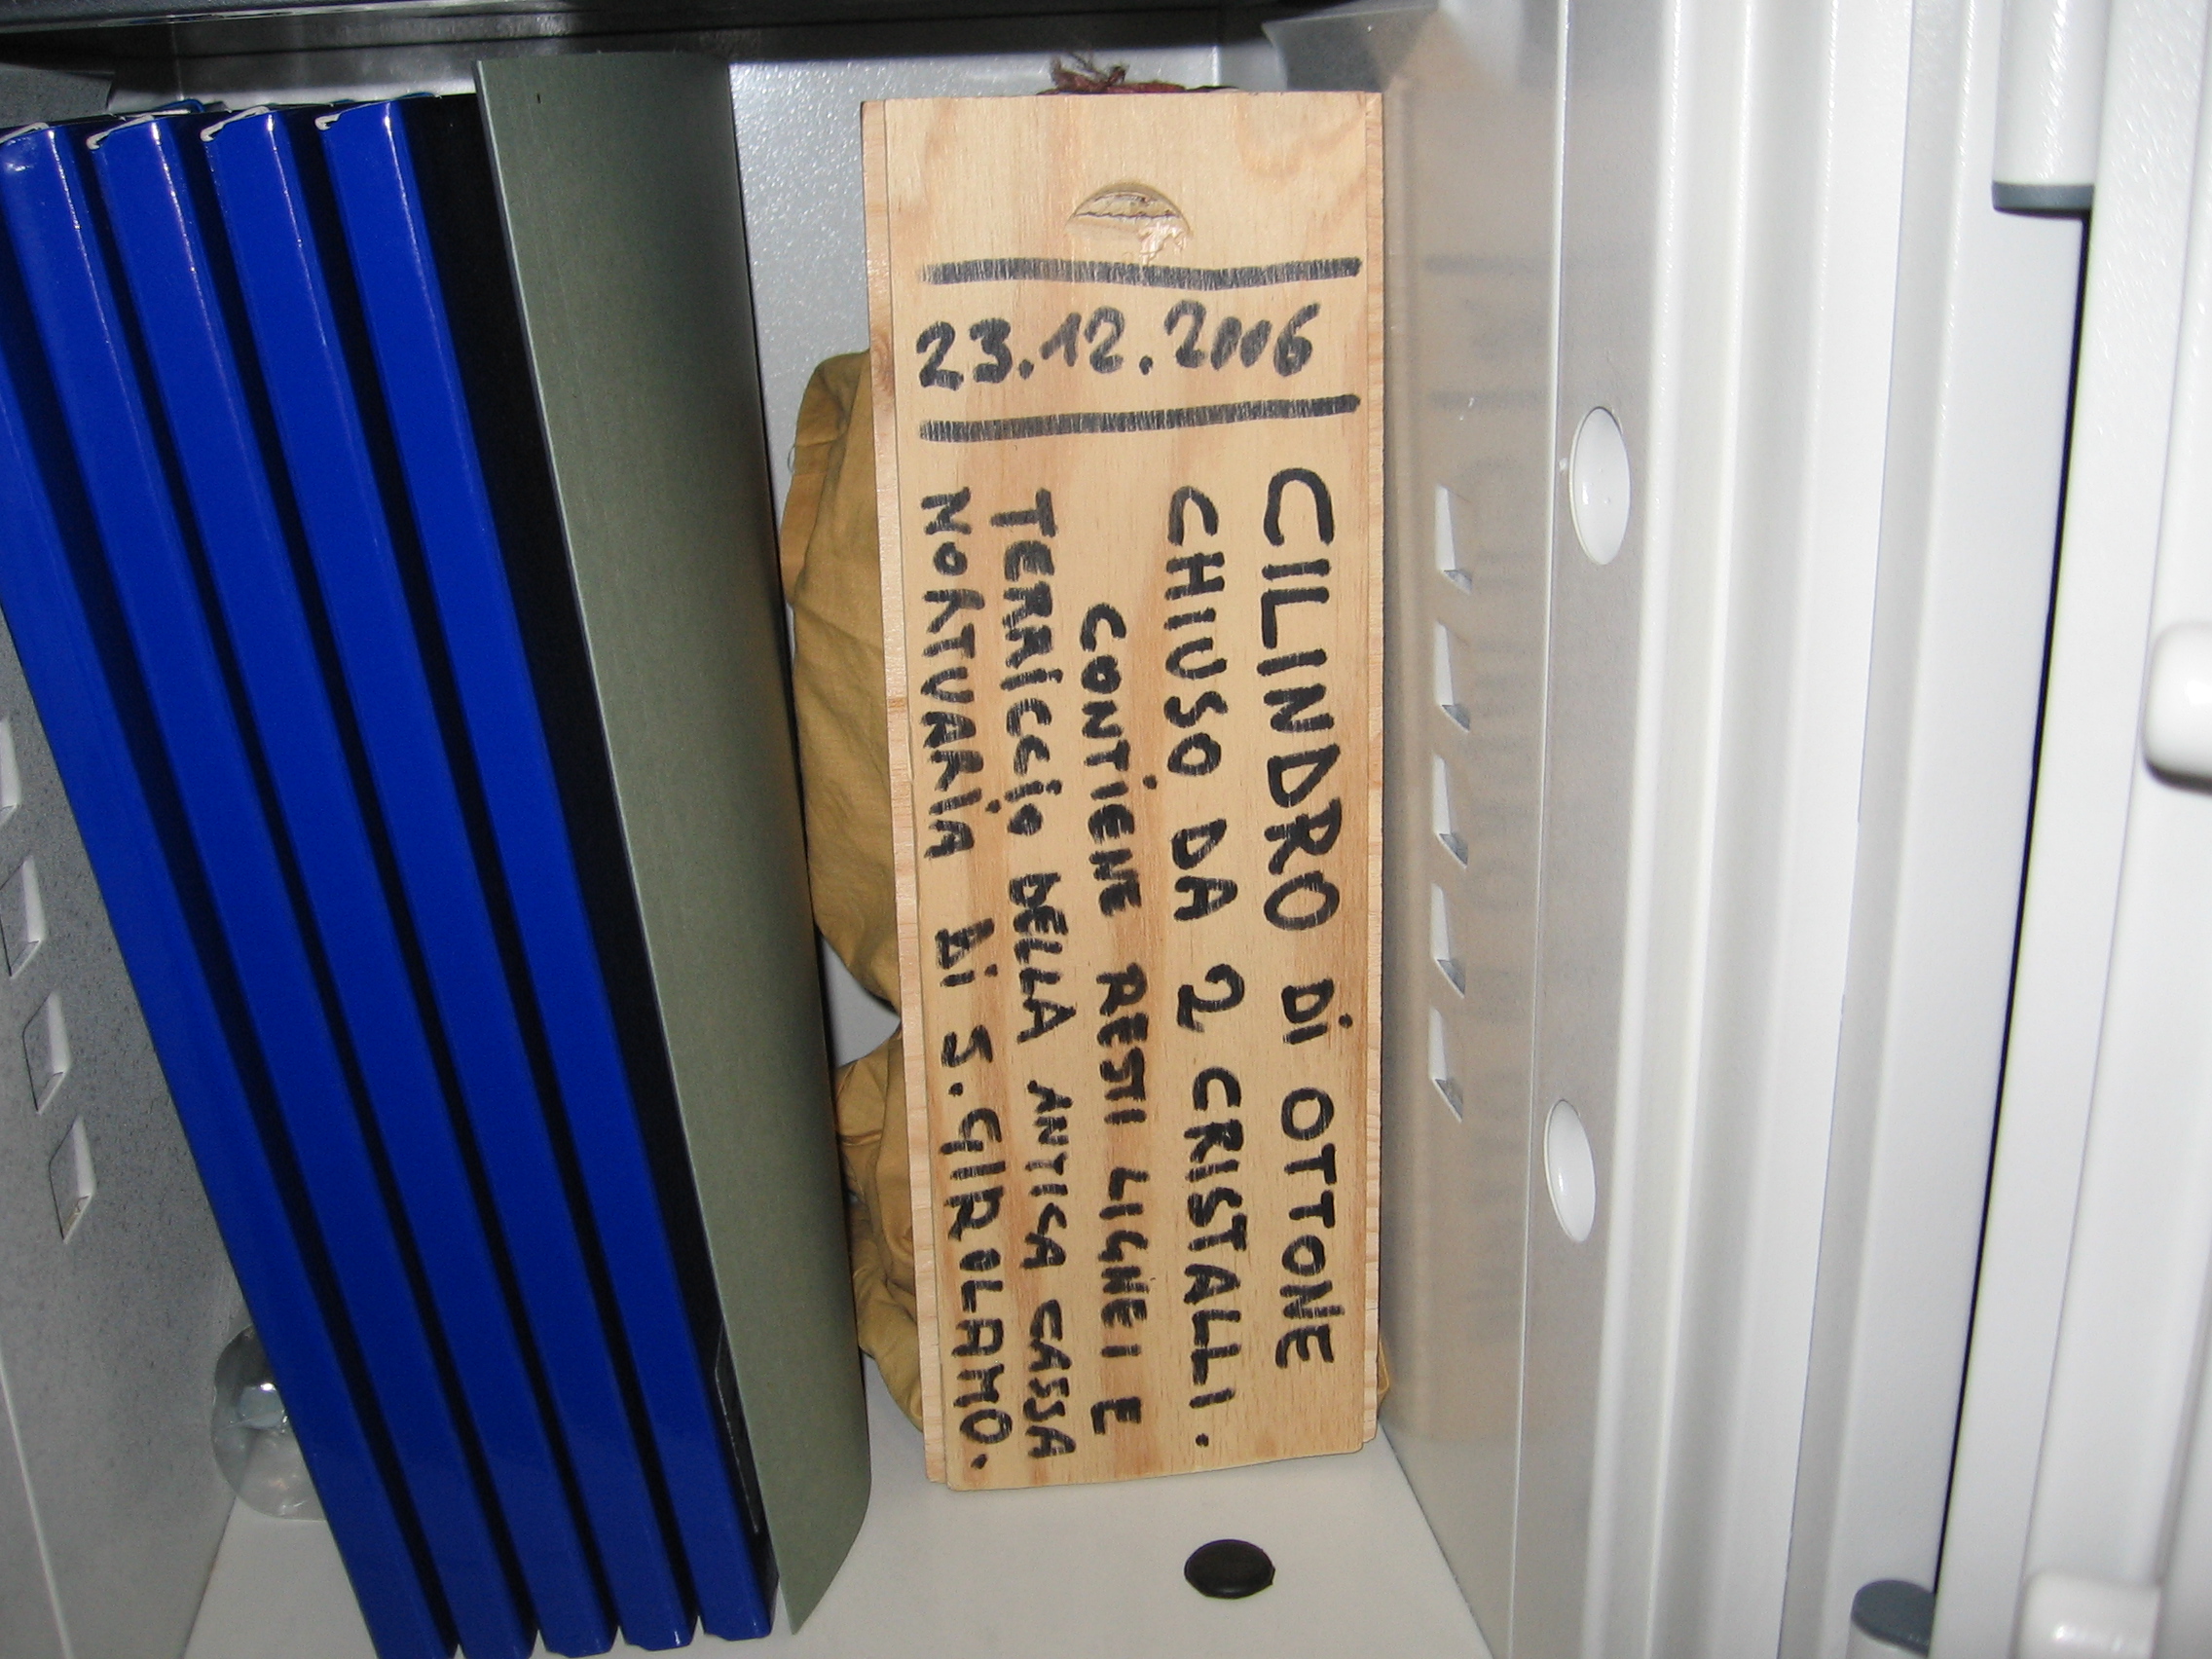 23.12.2006
CILINDRO DI OTTONE
CHIUSO DA 2 CRISTALLI.
CONTIENE RESTI LIGNEI E
TERRICCIO DELLA ANTICA CASSA
MORTUARIA DI S. GIROLAMO.